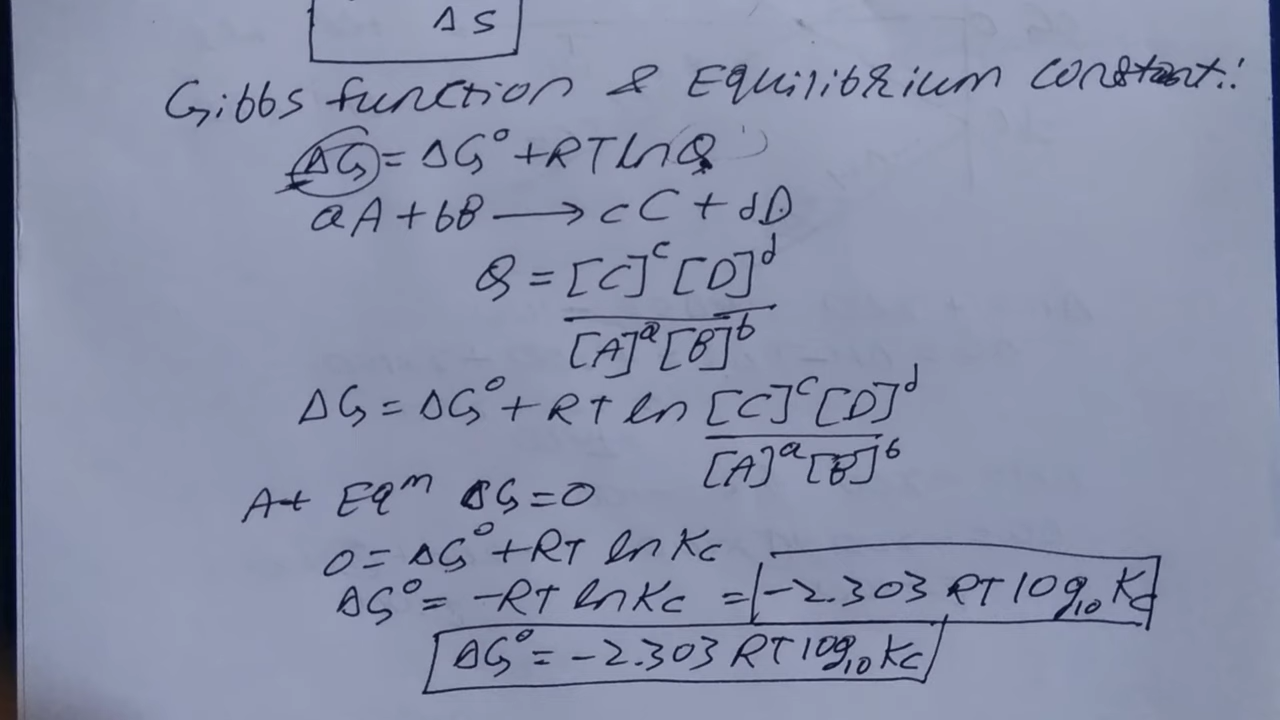 ΔS
Gibbs function & Equilibrium constant:
ΔG = ΔG° + RT ln Q
aA + bB ⟶ cC + dD
Q = [C]^c [D]^d / [A]^a [B]^b
ΔG = ΔG° + RT ln [C]^c [D]^d / [A]^a [B]^b
At Eqm ΔG = 0
0 = ΔG° + RT ln Kc
ΔG° = -RT ln Kc = -2.303 RT log₁₀ Kc
ΔG° = -2.303 RT log₁₀ Kc